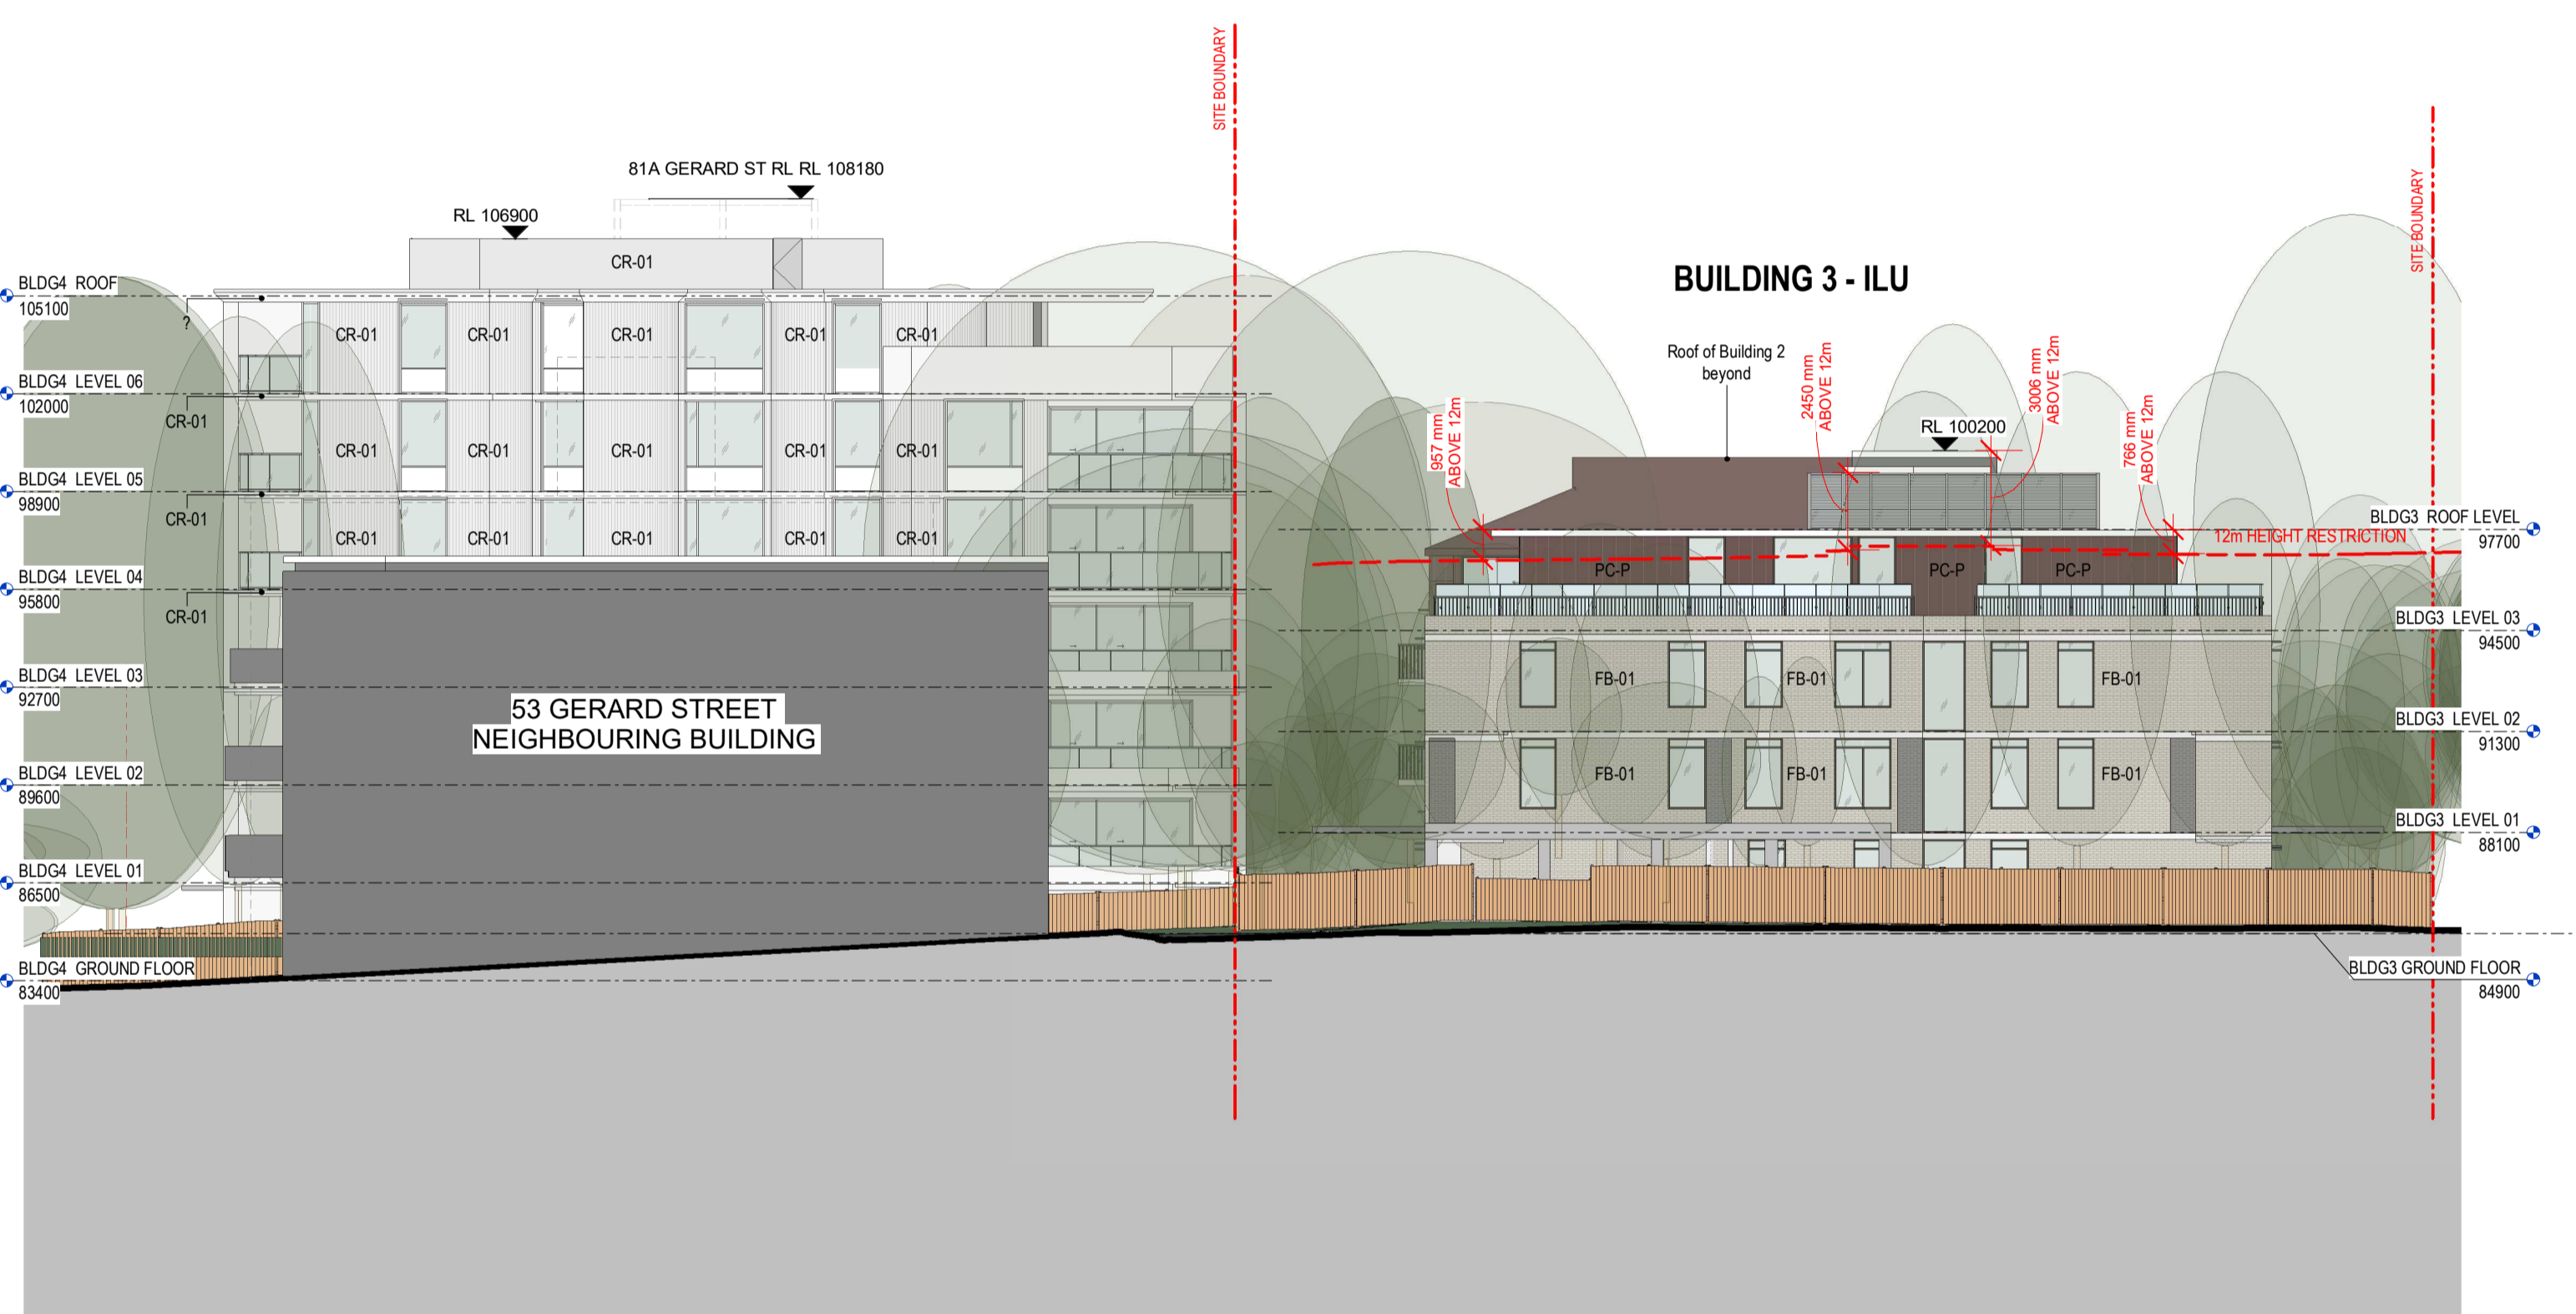 SITE BOUNDARY
SITE BOUNDARY
81A GERARD ST RL RL 108180
RL 106900
CR-01
BLDG4 ROOF
105100
?
CR-01
CR-01
CR-01
CR-01
CR-01
BLDG4 LEVEL 06
102000
CR-01
CR-01
CR-01
CR-01
CR-01
CR-01
BLDG4 LEVEL 05
98900
CR-01
CR-01
CR-01
CR-01
CR-01
CR-01
BLDG4 LEVEL 04
95800
CR-01
BLDG4 LEVEL 03
92700
53 GERARD STREET
NEIGHBOURING BUILDING
BLDG4 LEVEL 02
89600
BLDG4 LEVEL 01
86500
BLDG4 GROUND FLOOR
83400
BUILDING 3 - ILU
Roof of Building 2
beyond
957 mm
ABOVE 12m
2450 mm
ABOVE 12m
RL 100200
3006 mm
ABOVE 12m
766 mm
ABOVE 12m
BLDG3 ROOF LEVEL
97700
12m HEIGHT RESTRICTION
PC-P
PC-P
PC-P
BLDG3 LEVEL 03
94500
FB-01
FB-01
FB-01
BLDG3 LEVEL 02
91300
FB-01
FB-01
FB-01
BLDG3 LEVEL 01
88100
BLDG3 GROUND FLOOR
84900